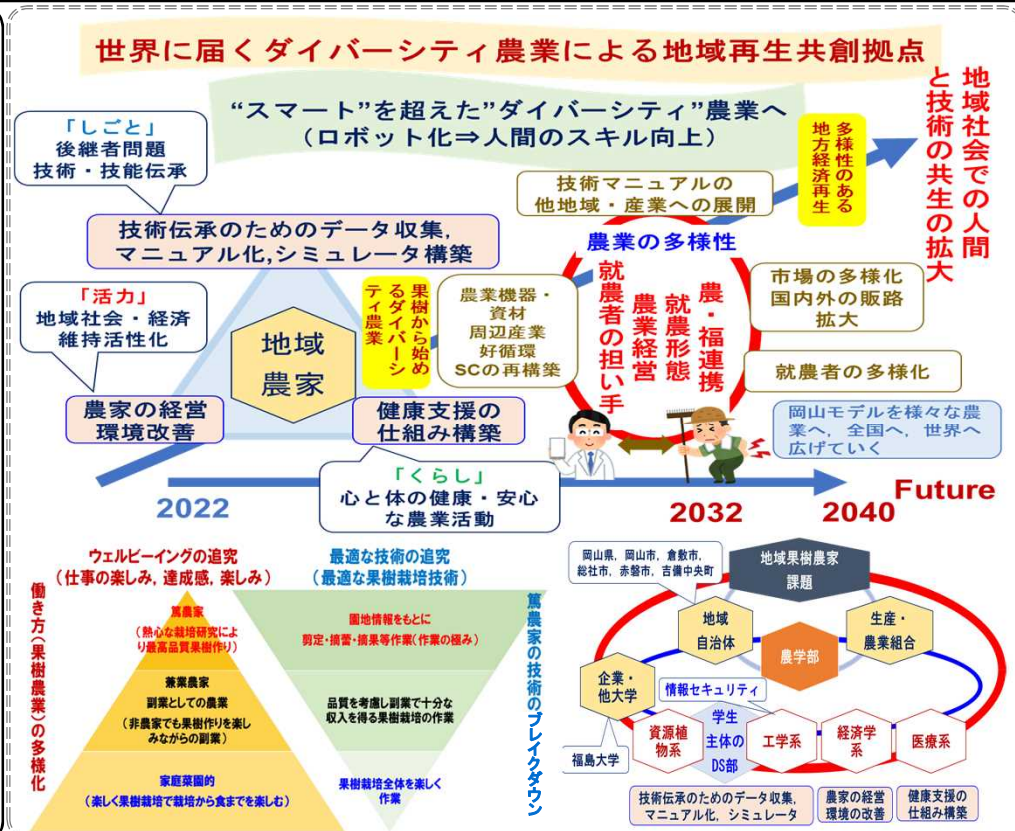 世界に届くダイバーシティ農業による地域再生共創拠点
“スマート”を超えた”ダイバーシティ”農業へ
(ロボット化⇒人間のスキル向上)
地域社会での人間
と技術の共生の拡大
多様性のある
地方経済再生
「しごと」
後継者問題
技術・技能伝承
技術伝承のためのデータ収集,
マニュアル化,シミュレータ構築
「活力」
地域社会・経済
維持活性化
地域
農家
農家の経営
環境改善
健康支援の
仕組み構築
「くらし」
心と体の健康・安心
な農業活動
果樹から始め
るダイバーシ
ティ農業
農業機器・
資材
周辺産業
好循環
SCの再構築
技術マニュアルの
他地域・産業への展開
農業の多様性
農・福連携
就農形態
農業経営
就農者の担い手
市場の多様化
国内外の販路
拡大
就農者の多様化
岡山モデルを様々な農
業へ,全国へ,世界へ
広げていく
2022
2032
2040
Future
働き方(果樹農業)の多様化
ウェルビーイングの追究
(仕事の楽しみ,達成感,楽しみ)
篤農家
(熱心な栽培研究によ
り最高品質果樹作り)
兼業農家
副業としての農業
(非農家でも果樹作りを楽し
みながらの副業)
家庭菜園的
(楽しく果樹栽培で栽培から食までを楽しむ)
最適な技術の追究
(最適な果樹栽培技術)
園地情報をもとに
剪定・摘蕾・摘果等作業(作業の極み)
品質を考慮し副業で十分な
収入を得る果樹栽培の作業
果樹栽培全体を楽しく
作業
篤農家の技術のブレイクダウン
岡山県,岡山市,倉敷市,
総社市,赤磐市,吉備中央町
地域果樹農家
課題
地域
自治体
生産・
農業組合
農学部
企業・
他大学
情報セキュリティ
福島大学
資源植
物系
学生
主体の
DS部
工学系
経済学
系
医療系
技術伝承のためのデータ収集,
マニュアル化,シミュレータ
農家の経営
環境の改善
健康支援の
仕組み構築